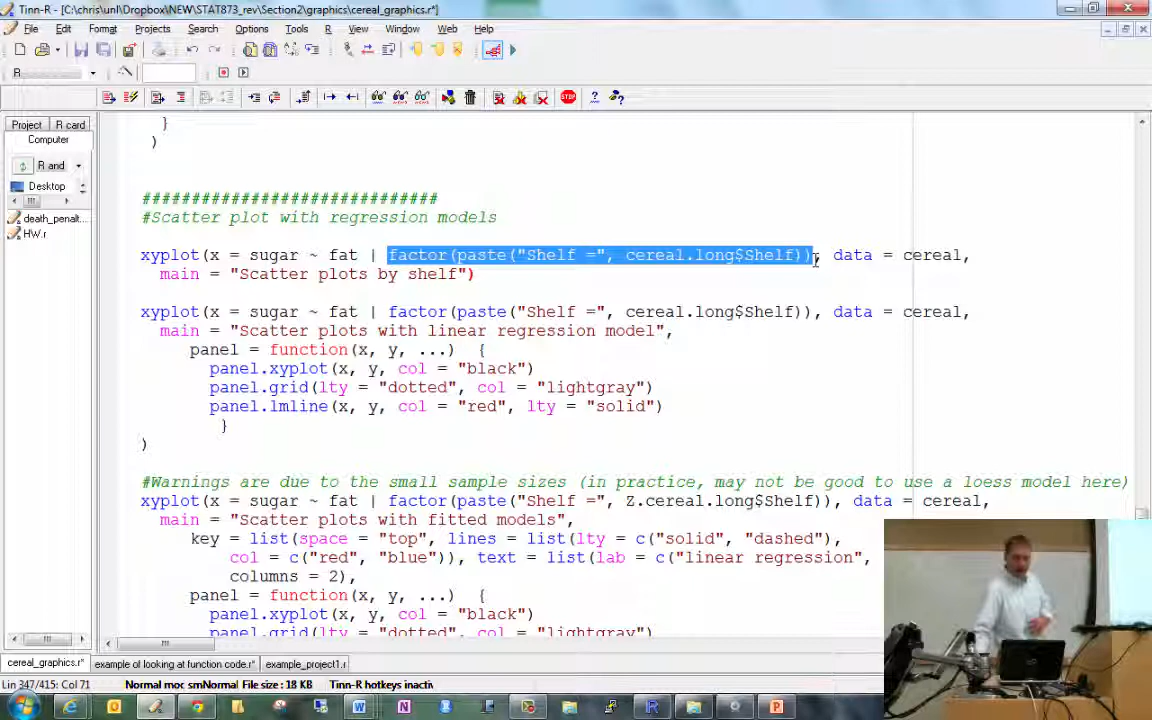 Tinn-R - [C:\chris\unl\Dropbox\NEW\STAT873_rev\Section2\graphics\cereal_graphics.r*]
File Edit Format Projects Search Options Tools R View Window Web Help
R
Project R card
Computer
R and
Desktop
death_penalt...
HW.r
}
)
##############################
#Scatter plot with regression models
xyplot(x = sugar ~ fat | factor(paste("Shelf =", cereal.long$Shelf)), data = cereal,
main = "Scatter plots by shelf")
xyplot(x = sugar ~ fat | factor(paste("Shelf =", cereal.long$Shelf)), data = cereal,
main = "Scatter plots with linear regression model",
panel = function(x, y, ...) {
panel.xyplot(x, y, col = "black")
panel.grid(lty = "dotted", col = "lightgray")
panel.lmline(x, y, col = "red", lty = "solid")
}
)
#Warnings are due to the small sample sizes (in practice, may not be good to use a loess model here)
xyplot(x = sugar ~ fat | factor(paste("Shelf =", Z.cereal.long$Shelf)), data = cereal,
main = "Scatter plots with fitted models",
key = list(space = "top", lines = list(lty = c("solid", "dashed"),
col = c("red", "blue")), text = list(lab = c("linear regression",
columns = 2),
panel = function(x, y, ...) {
panel.xyplot(x, y, col = "black")
panel.grid(lty = "dotted", col = "lightgray")
cereal_graphics.r* example of looking at function code.r* example_project1.r
Ln 347/415: Col 71 Normal moc smNormal File size: 18 KB Tinn-R hotkeys inactiv